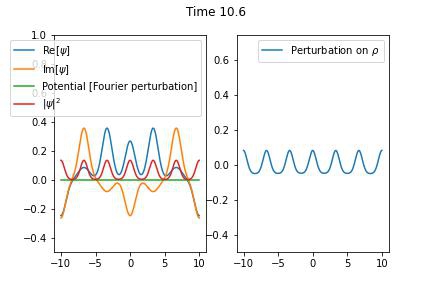 Time 10.6
Re[ψ]
Im[ψ]
Potential [Fourier perturbation]
|ψ|²
1.0
0.8
0.6
0.4
0.2
0.0
−0.2
−0.4
−10 −5 0 5 10
Perturbation on ρ
0.6
0.4
0.2
0.0
−0.2
−0.4
−10 −5 0 5 10